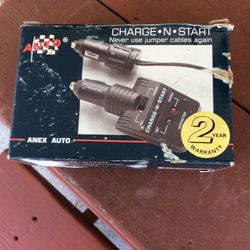 CHARGE•N•START
Never use jumper cables again
ANEX
CHARGE•N•START
ANEX AUTO
2 YEAR
WARRANTY